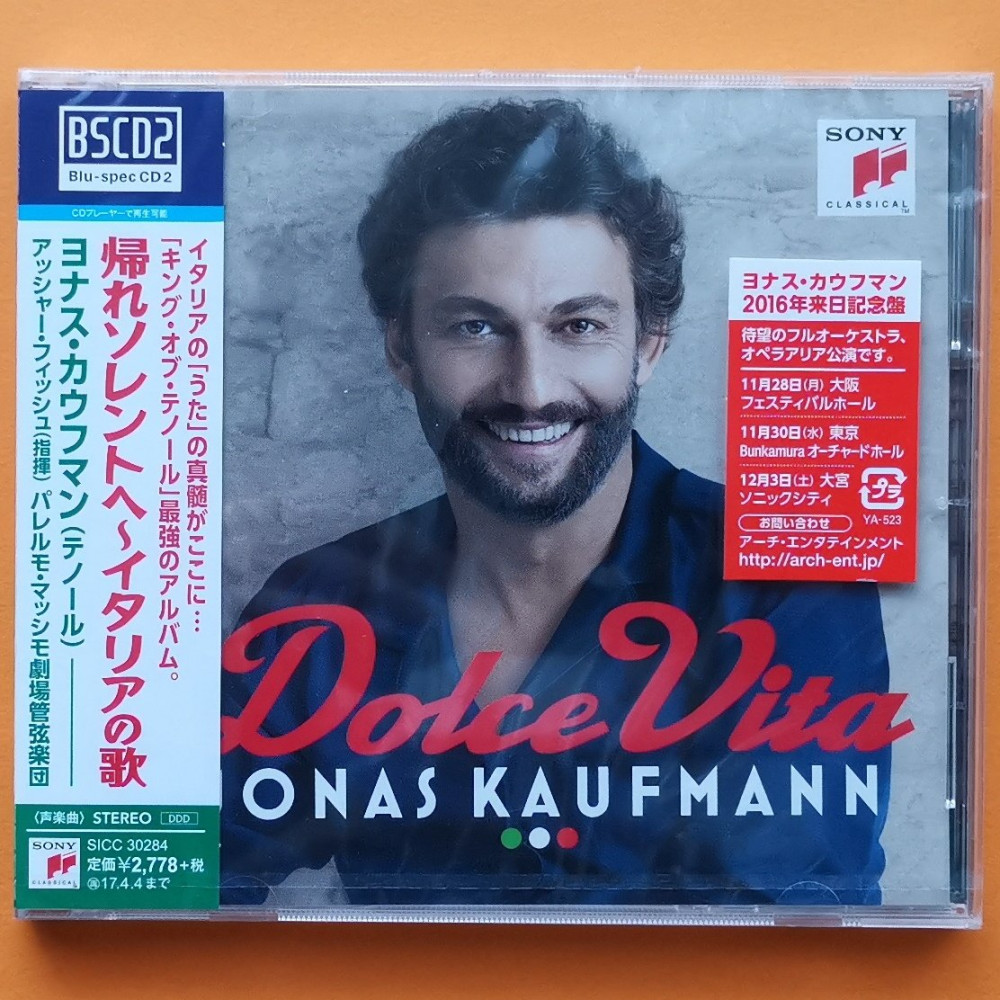 BSCD2
Blu-spec CD2
CDプレーヤーで再生可能
イタリアの「うた」の真髄がここに…
「キング・オブ・テノール」最強のアルバム。
帰れソレントへ～イタリアの歌
ヨナス・カウフマン(テノール)
アッシャー・フィッシュ(指揮) パレルモ・マッシモ劇場管弦楽団
〈声楽曲〉 STEREO DDD
SONY
CLASSICAL
SICC 30284
定価¥2,778+税
17.4.4まで
SONY
CLASSICAL
TM
ヨナス・カウフマン
2016年来日記念盤
待望のフルオーケストラ、
オペラアリア公演です。
11月28日(月) 大阪
フェスティバルホール
11月30日(水) 東京
Bunkamura オーチャードホール
12月3日(土) 大宮
ソニックシティ
プラ
YA-523
お問い合わせ
アーチ・エンタテインメント
http://arch-ent.jp/
Dolce Vita
ONAS KAUFMANN